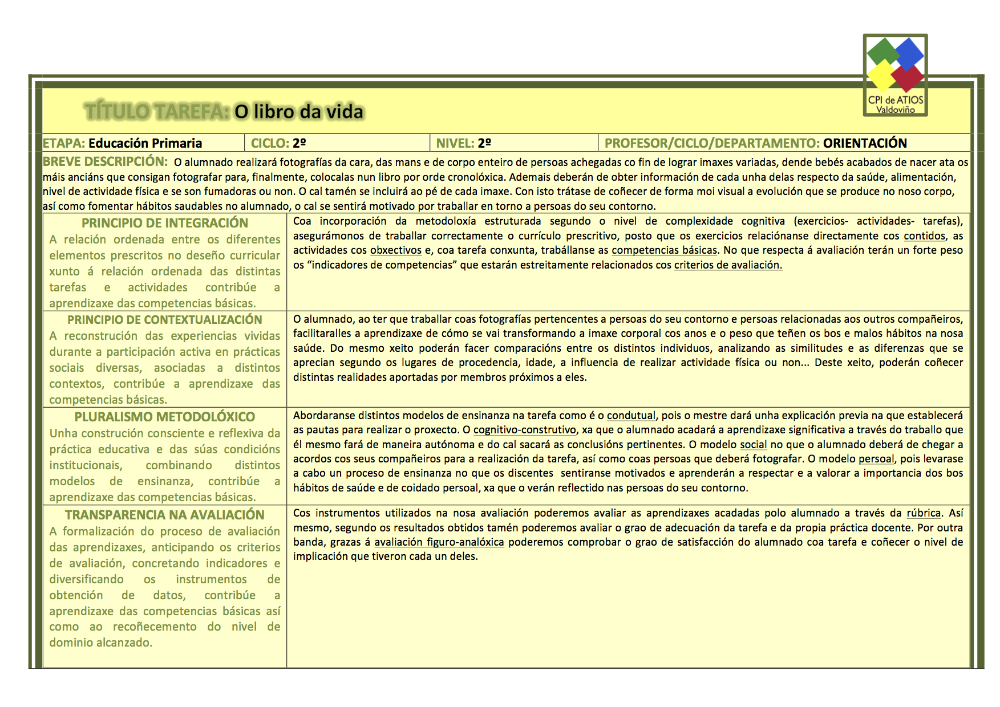 CPI de ATIOS
Valdoviño
TÍTULO TAREFA: O libro da vida
ETAPA: Educación Primaria
CICLO: 2º
NIVEL: 2º
PROFESOR/CICLO/DEPARTAMENTO: ORIENTACIÓN
BREVE DESCRIPCIÓN: O alumnado realizará fotografías da cara, das mans e de corpo enteiro de persoas achegadas co fin de lograr imaxes variadas, dende bebés acabados de nacer ata os
máis anciáns que consigan fotografar para, finalmente, colocalas nun libro por orde cronolóxica. Ademais deberán de obter información de cada unha delas respecto da saúde, alimentación,
nivel de actividade física e se son fumadoras ou non. O cal tamén se incluirá ao pé de cada imaxe. Con isto trátase de coñecer de forma moi visual a evolución que se produce no noso corpo,
así como fomentar hábitos saudables no alumnado, o cal se sentirá motivado por traballar en torno a persoas do seu contorno.
PRINCIPIO DE INTEGRACIÓN
A relación ordenada entre os diferentes
elementos prescritos no deseño curricular
xunto á relación ordenada das distintas
tarefas e actividades contribúe a
aprendizaxe das competencias básicas.
Coa incorporación da metodoloxía estruturada segundo o nivel de complexidade cognitiva (exercicios- actividades- tarefas),
asegurámonos de traballar correctamente o currículo prescritivo, posto que os exercicios relaciónanse directamente cos contidos, as
actividades cos obxectivos e, coa tarefa conxunta, trabállanse as competencias básicas. No que respecta á avaliación terán un forte peso
os “indicadores de competencias” que estarán estreitamente relacionados cos criterios de avaliación.
PRINCIPIO DE CONTEXTUALIZACIÓN
A reconstrución das experiencias vividas
durante a participación activa en prácticas
sociais diversas, asociadas a distintos
contextos, contribúe a aprendizaxe das
competencias básicas.
O alumnado, ao ter que traballar coas fotografías pertencentes a persoas do seu contorno e persoas relacionadas aos outros compañeiros,
facilitaralles a aprendizaxe de cómo se vai transformando a imaxe corporal cos anos e o peso que teñen os bos e malos hábitos na nosa
saúde. Do mesmo xeito poderán facer comparacións entre os distintos individuos, analizando as similitudes e as diferenzas que se
aprecian segundo os lugares de procedencia, idade, a influencia de realizar actividade física ou non... Deste xeito, poderán coñecer
distintas realidades aportadas por membros próximos a eles.
PLURALISMO METODOLÓXICO
Unha construción consciente e reflexiva da
práctica educativa e das súas condicións
institucionais, combinando distintos
modelos de ensinanza, contribúe a
aprendizaxe das competencias básicas.
Abordaranse distintos modelos de ensinanza na tarefa como é o condutual, pois o mestre dará unha explicación previa na que establecerá
as pautas para realizar o proxecto. O cognitivo-construtivo, xa que o alumnado acadará a aprendizaxe significativa a través do traballo que
él mesmo fará de maneira autónoma e do cal sacará as conclusións pertinentes. O modelo social no que o alumnado deberá de chegar a
acordos cos seus compañeiros para a realización da tarefa, así como coas persoas que deberá fotografar. O modelo persoal, pois levarase
a cabo un proceso de ensinanza no que os discentes sentiranse motivados e aprenderán a respectar e a valorar a importancia dos bos
hábitos de saúde e de coidado persoal, xa que o verán reflectido nas persoas do seu contorno.
TRANSPARENCIA NA AVALIACIÓN
A formalización do proceso de avaliación
das aprendizaxes, anticipando os criterios
de avaliación, concretando indicadores e
diversificando os instrumentos de
obtención de datos, contribúe a
aprendizaxe das competencias básicas así
como ao recoñecemento do nivel de
dominio alcanzado.
Cos instrumentos utilizados na nosa avaliación poderemos avaliar as aprendizaxes acadadas polo alumnado a través da rúbrica. Así
mesmo, segundo os resultados obtidos tamén poderemos avaliar o grao de adecuación da tarefa e da propia práctica docente. Por outra
banda, grazas á avaliación figuro-analóxica poderemos comprobar o grao de satisfacción do alumnado coa tarefa e coñecer o nivel de
implicación que tiveron cada un deles.